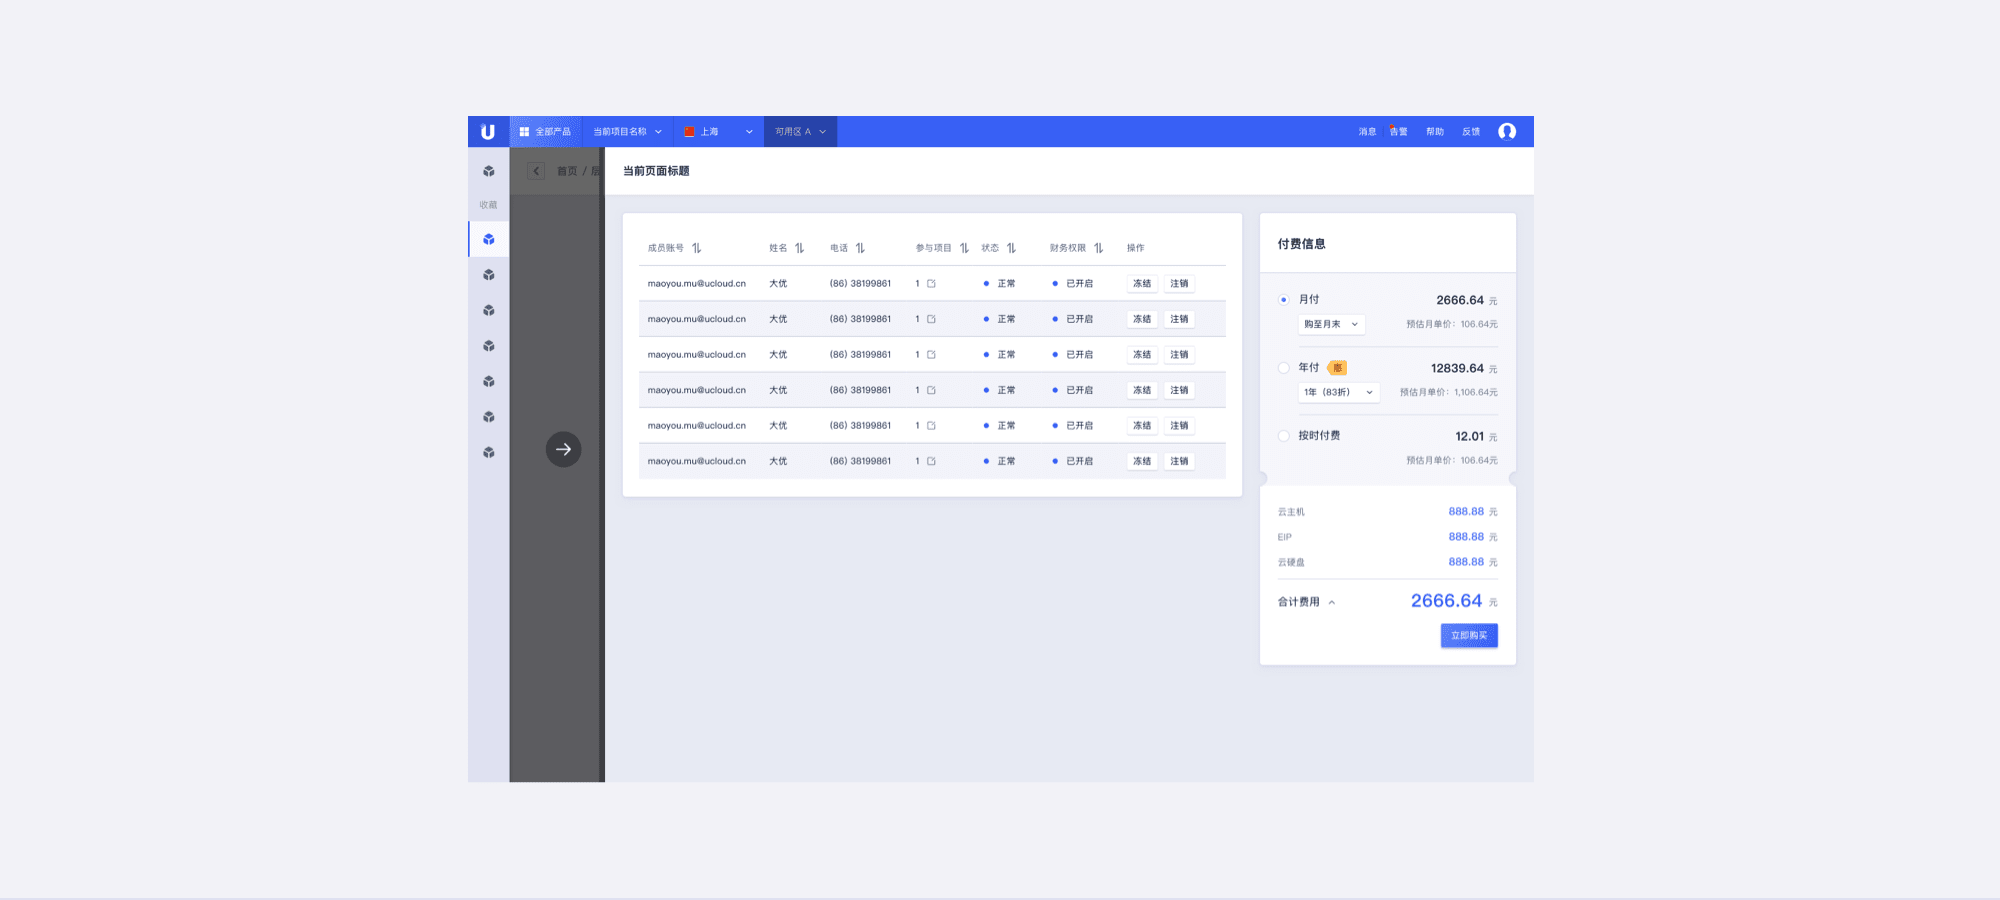 U 全部产品 当前项目名称 上海 可用区 A 消息 告警 帮助 反馈
首页 / 层
当前页面标题
收藏
成员账号 姓名 电话 参与项目 状态 财务权限 操作
maoyou.mu@ucloud.cn 大优 (86) 38199861 1 正常 已开启 冻结 注销
maoyou.mu@ucloud.cn 大优 (86) 38199861 1 正常 已开启 冻结 注销
maoyou.mu@ucloud.cn 大优 (86) 38199861 1 正常 已开启 冻结 注销
maoyou.mu@ucloud.cn 大优 (86) 38199861 1 正常 已开启 冻结 注销
maoyou.mu@ucloud.cn 大优 (86) 38199861 1 正常 已开启 冻结 注销
maoyou.mu@ucloud.cn 大优 (86) 38199861 1 正常 已开启 冻结 注销
付费信息
月付 2666.64 元
购至月末 预估月单价：106.64元
年付 惠 12839.64 元
1年（83折） 预估月单价：1,106.64元
按时付费 12.01 元
预估月单价：106.64元
云主机 888.88 元
EIP 888.88 元
云硬盘 888.88 元
合计费用 2666.64 元
立即购买